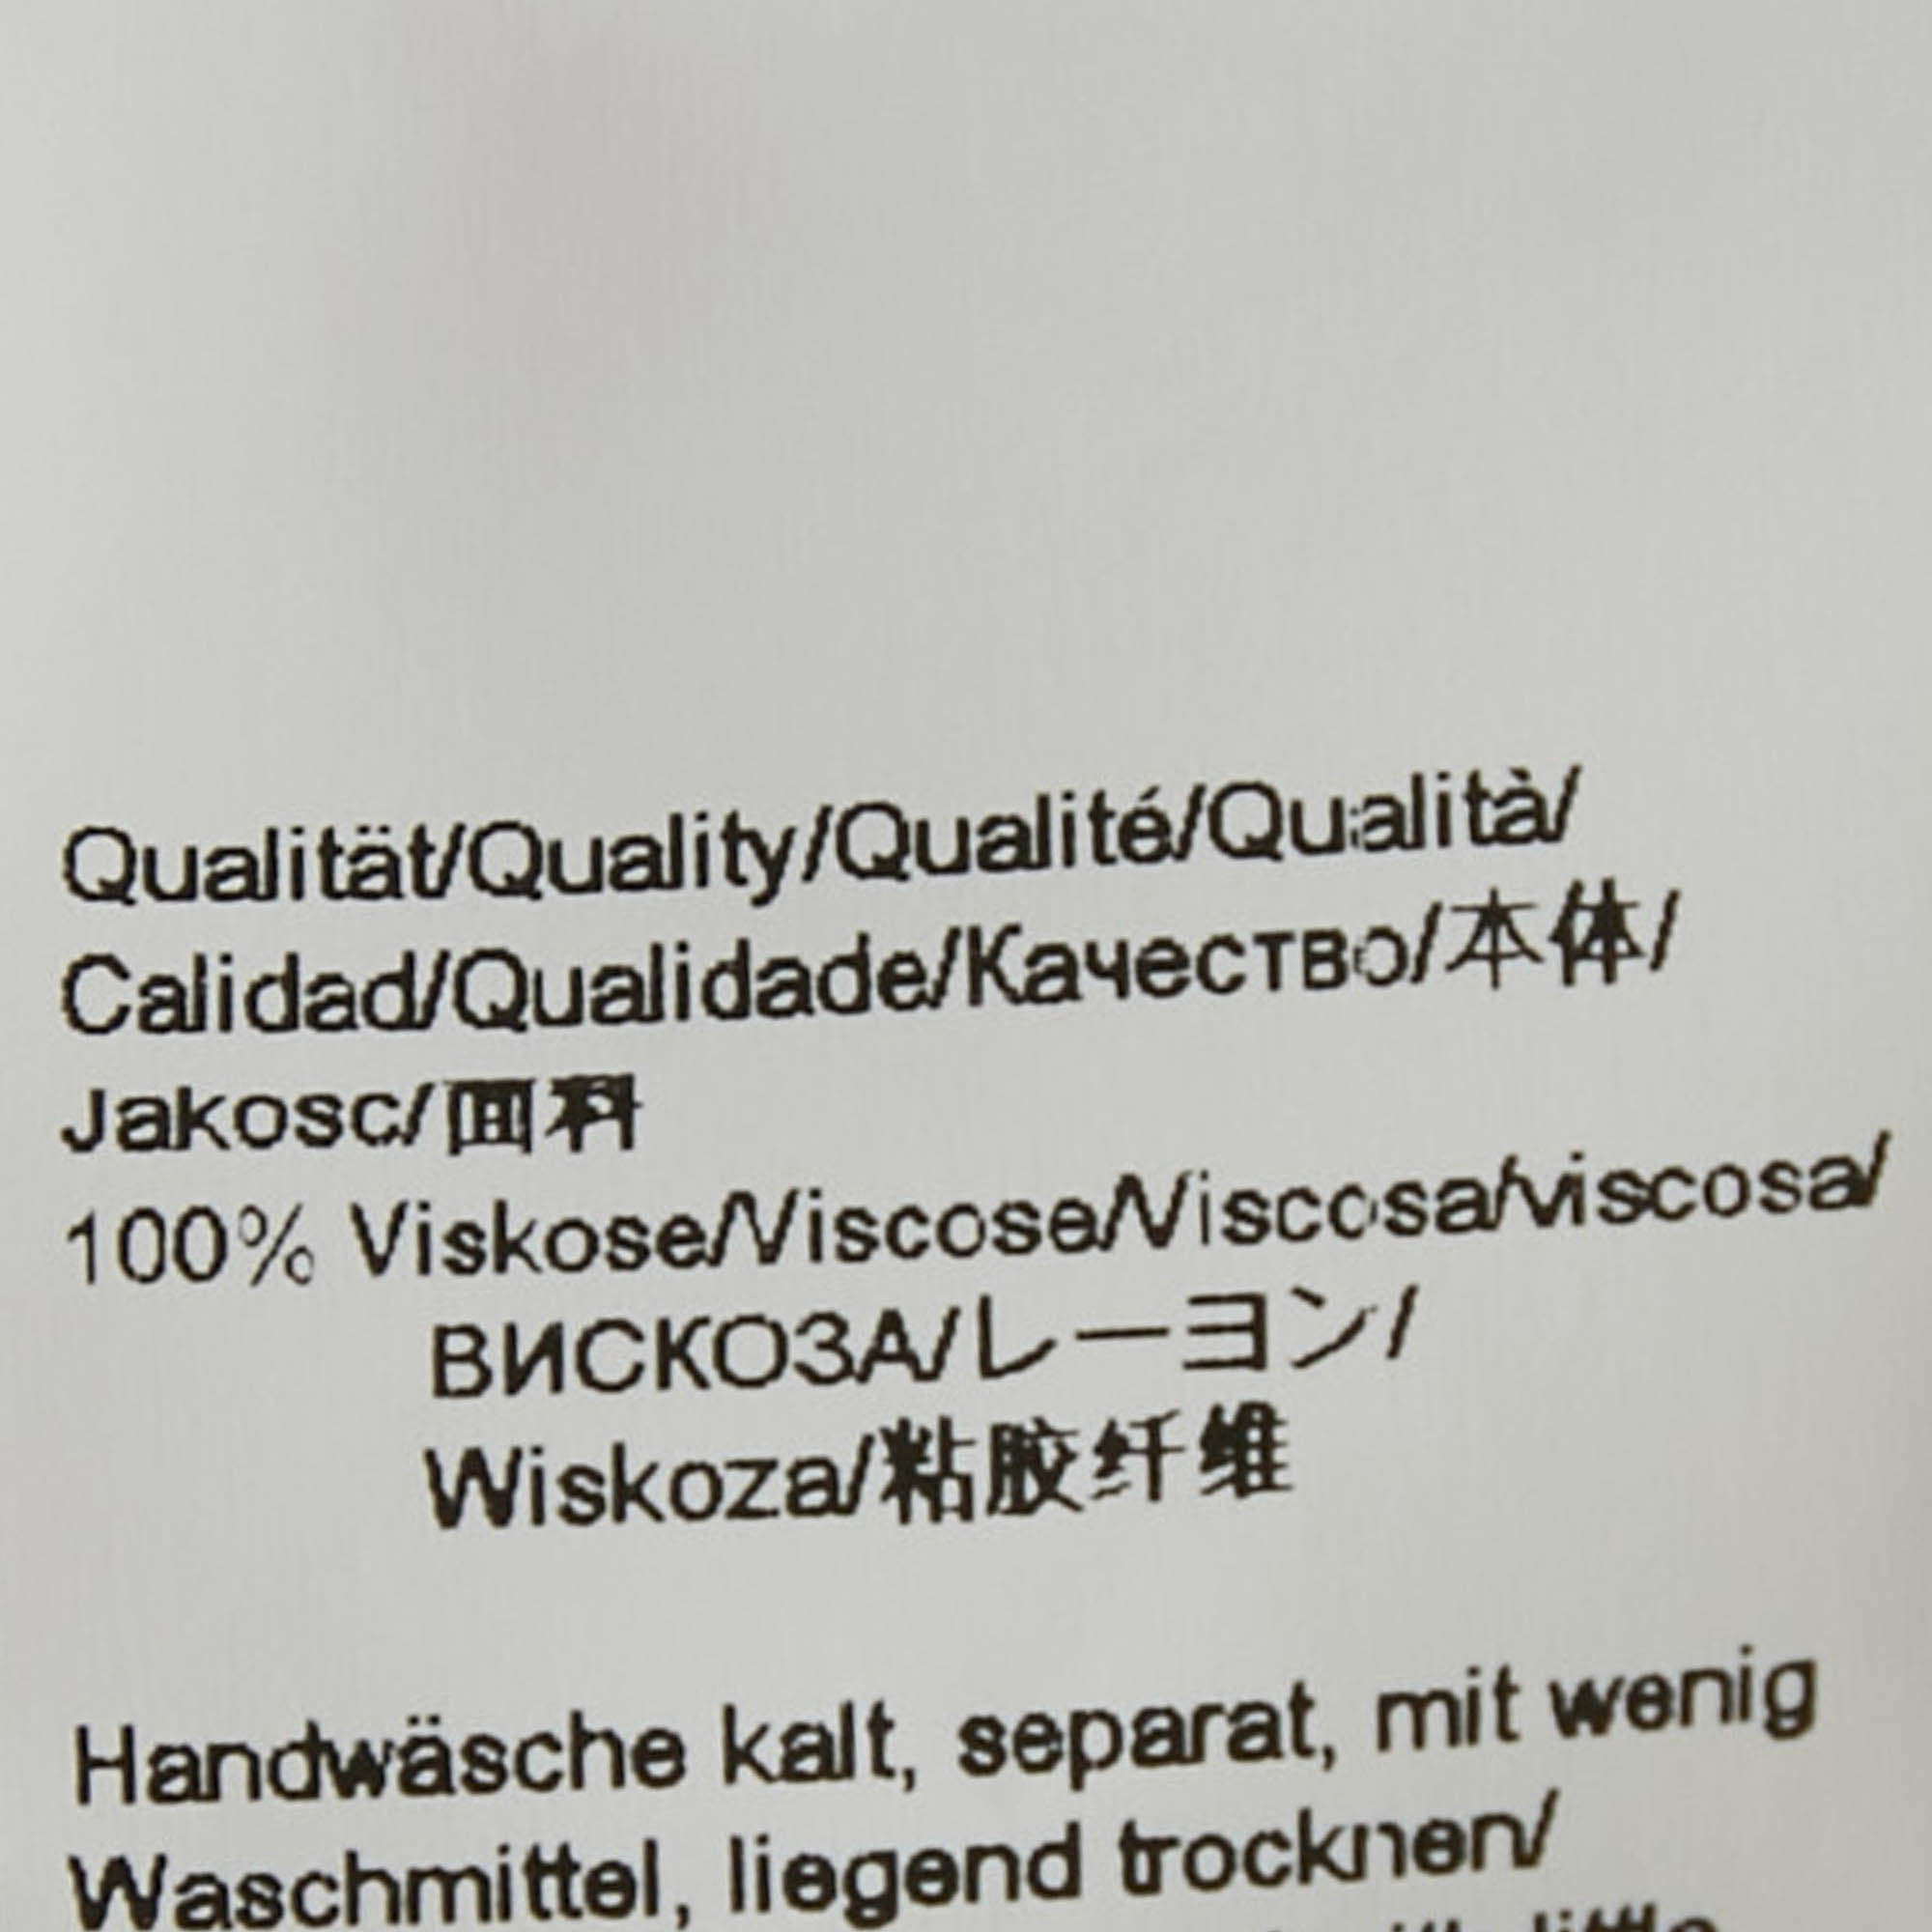 Qualität/Quality/Qualité/Qualità/
Calidad/Qualidade/Качество/本体/
Jakosc/面料
100% Viskose/Viscose/Viscosa/viscosa/
ВИСКОЗА/レーヨン/
Wiskoza/粘胶纤维
Handwäsche kalt, separat, mit wenig
Waschmittel, liegend trocknen/
little